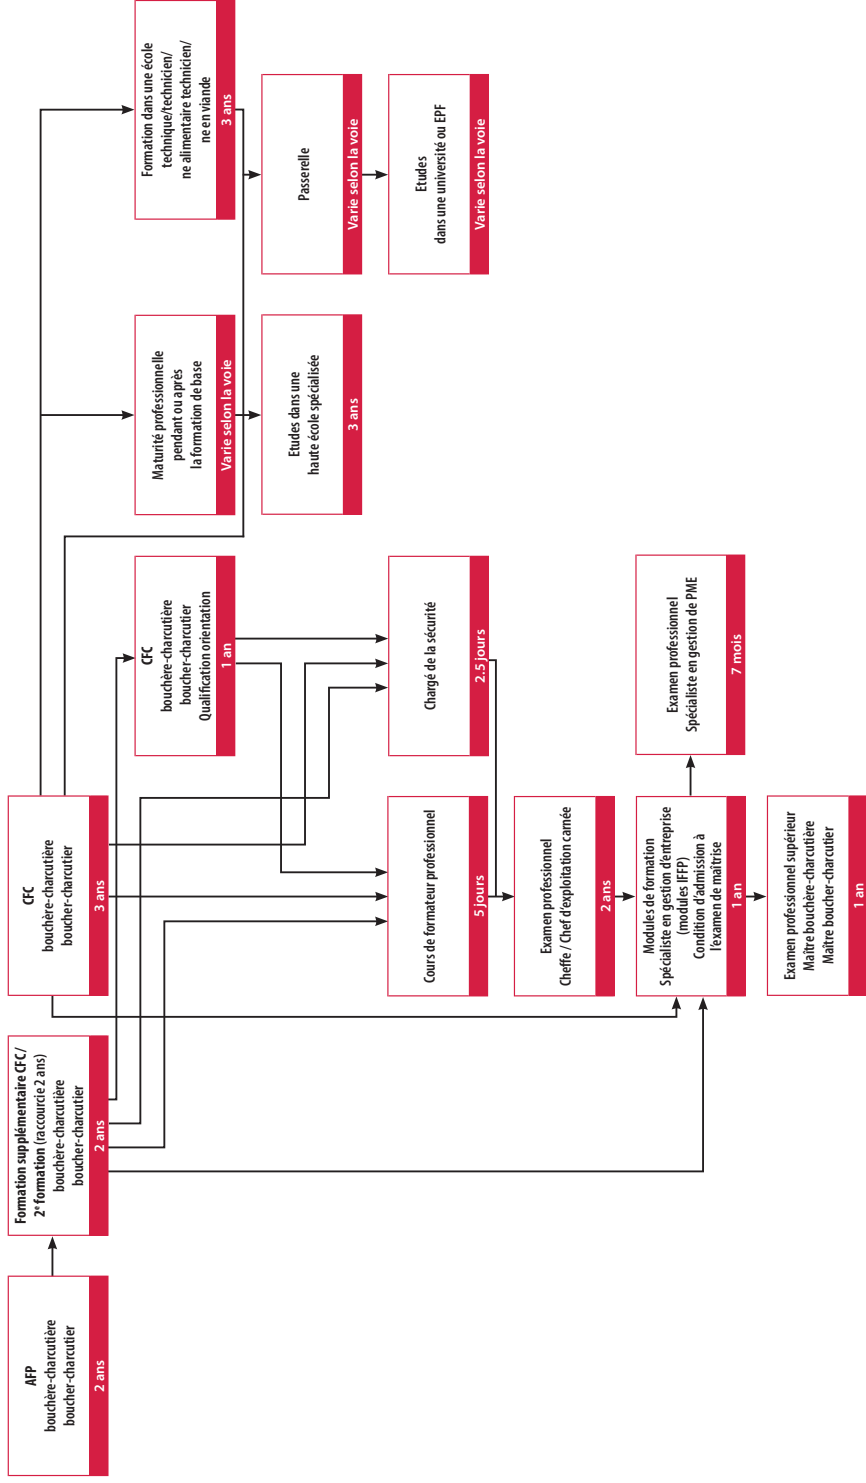 AFP
bouchère-charcutière
boucher-charcutier
2 ans
Formation supplémentaire CFC/
2e formation (raccourcie 2 ans)
bouchère-charcutière
boucher-charcutier
2 ans
CFC
bouchère-charcutière
boucher-charcutier
3 ans
CFC
bouchère-charcutière
boucher-charcutier
Qualification orientation
1 an
Maturité professionnelle
pendant ou après
la formation de base
Varie selon la voie
Formation dans une école
technique/technicien/
ne alimentaire technicien/
ne en viande
3 ans
Etudes dans une
haute école spécialisée
3 ans
Passerelle
Varie selon la voie
Cours de formateur professionnel
5 jours
Chargé de la sécurité
2.5 jours
Etudes
dans une université ou EPF
Varie selon la voie
Examen professionnel
Cheffe / Chef d'exploitation carnée
2 ans
Modules de formation
Spécialiste en gestion d'entreprise
(modules IFFP)
Condition d'admission à
l'examen de maîtrise
1 an
Examen professionnel
Spécialiste en gestion de PME
7 mois
Examen professionnel supérieur
Maître bouchère-charcutière
Maître boucher-charcutier
1 an